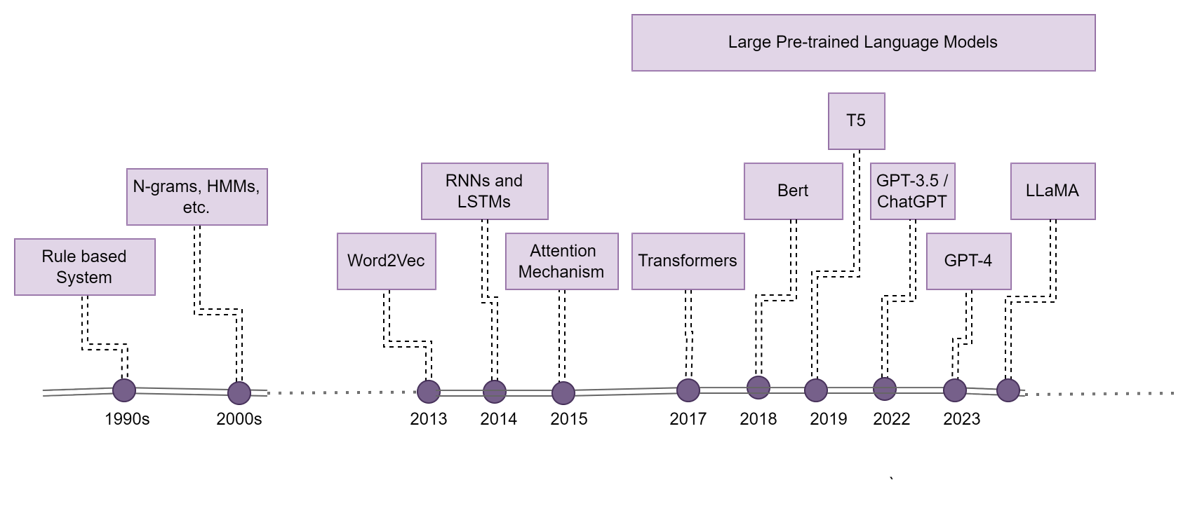 Large Pre-trained Language Models
T5
N-grams, HMMs,
etc.
RNNs and
LSTMs
Bert
GPT-3.5 /
ChatGPT
LLaMA
Rule based
System
Word2Vec
Attention
Mechanism
Transformers
GPT-4
1990s
2000s
2013
2014
2015
2017
2018
2019
2022
2023
`